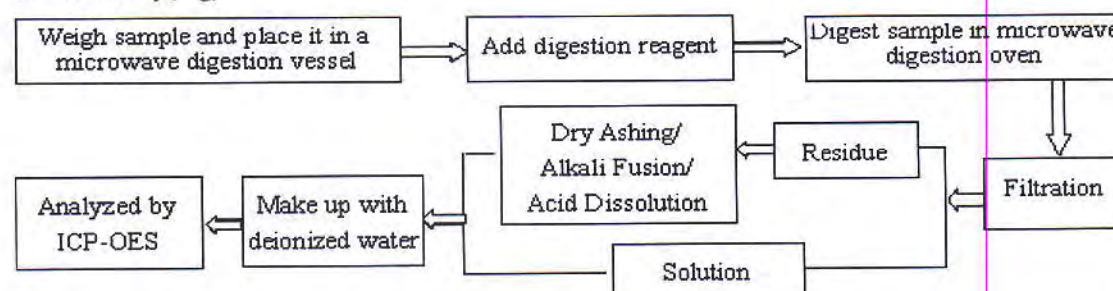 Weigh sample and place it in a
microwave digestion vessel
Add digestion reagent
Digest sample in microwave
digestion oven
Filtration
Residue
Dry Ashing/
Alkali Fusion/
Acid Dissolution
Solution
Make up with
deionized water
Analyzed by
ICP-OES